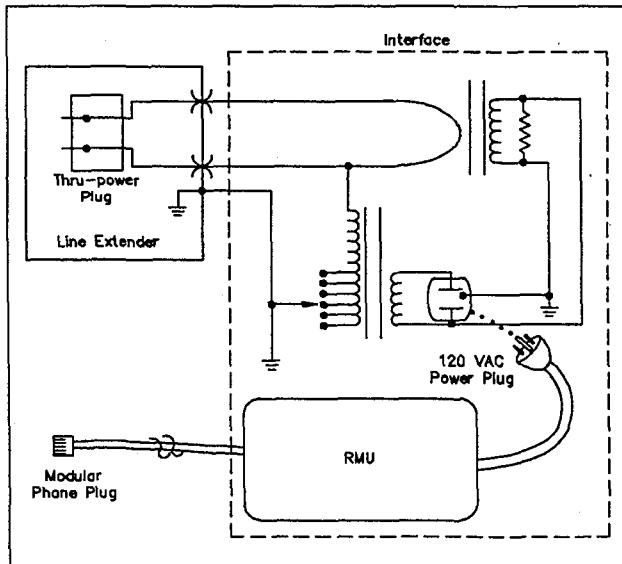 Interface
Thru-power
Plug
Line Extender
120 VAC
Power Plug
RMU
Modular
Phone Plug